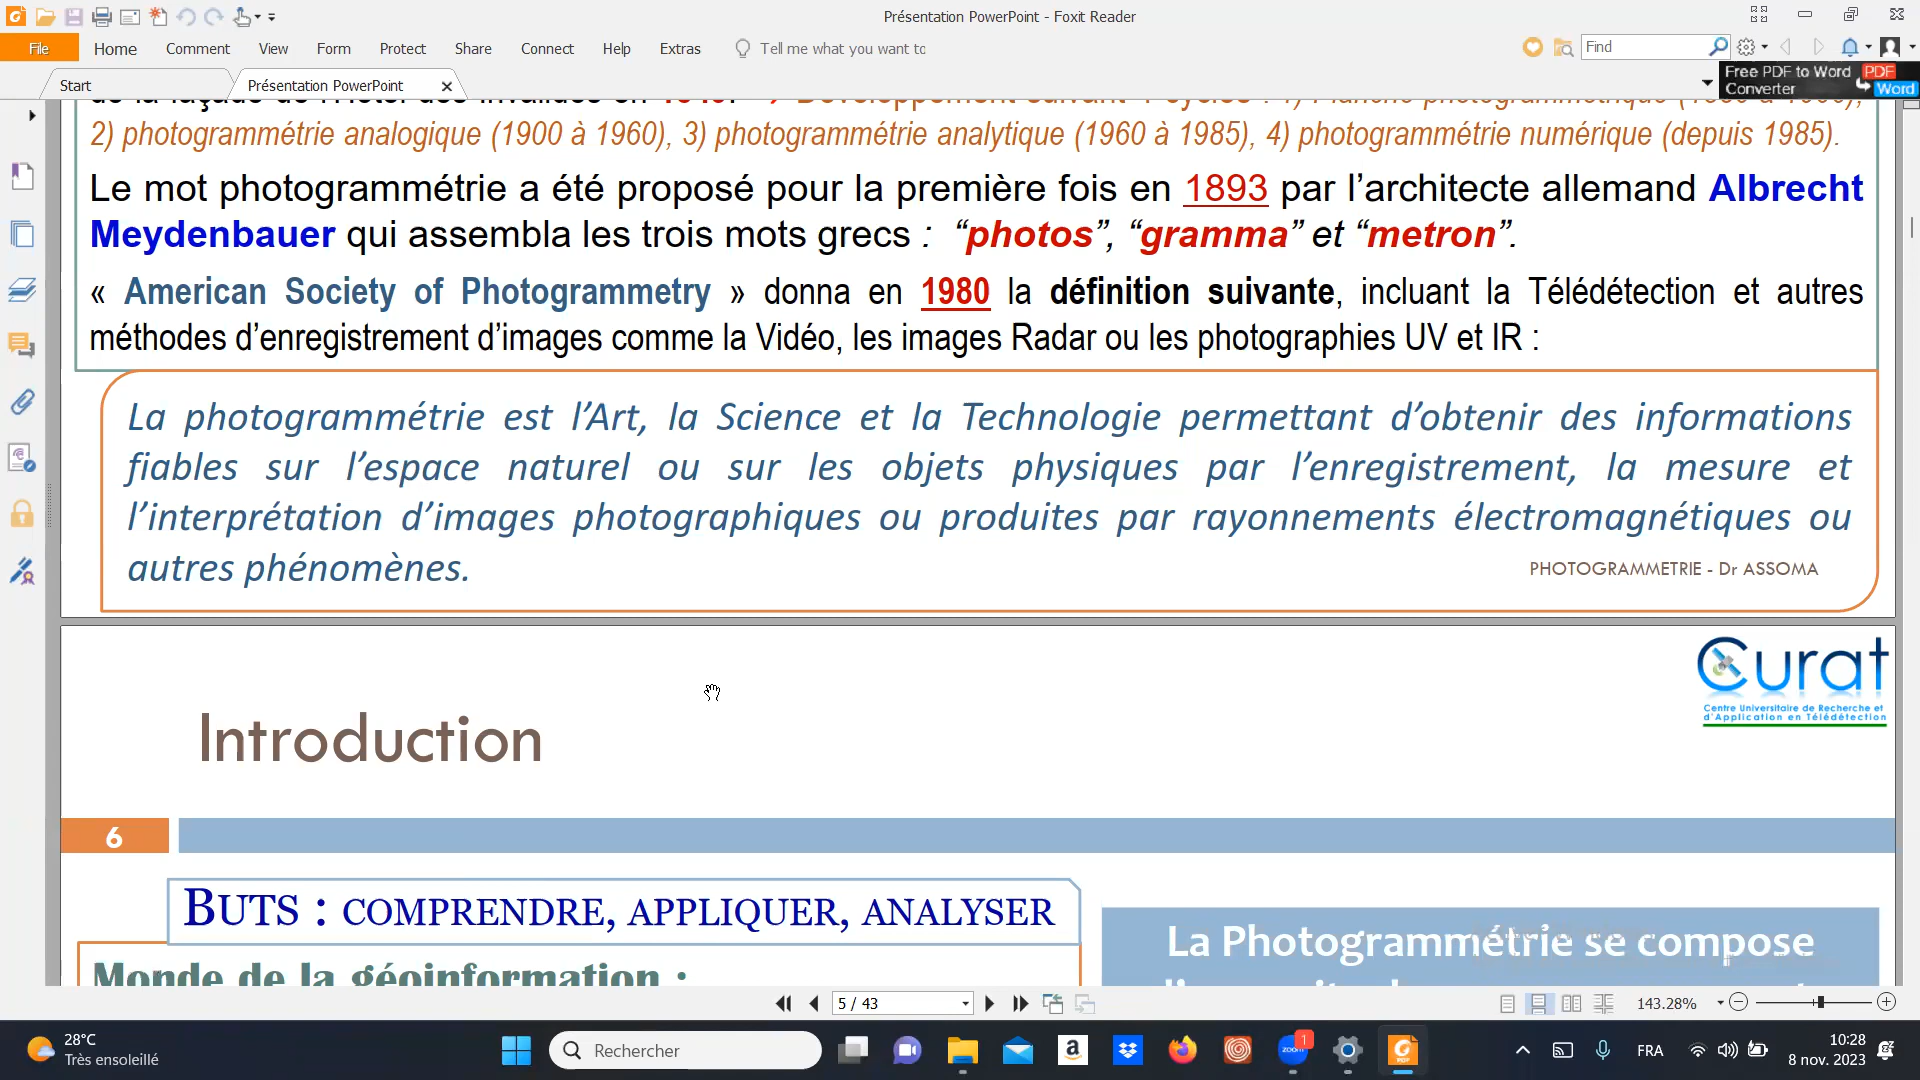 Présentation PowerPoint - Foxit Reader
File Home Comment View Form Protect Share Connect Help Extras Tell me what you want to Find
Start Présentation PowerPoint
Free PDF to Word Converter PDF Word
2) photogrammétrie analogique (1900 à 1960), 3) photogrammétrie analytique (1960 à 1985), 4) photogrammétrie numérique (depuis 1985).
Le mot photogrammétrie a été proposé pour la première fois en 1893 par l’architecte allemand Albrecht
Meydenbauer qui assembla les trois mots grecs : “photos”, “gramma” et “metron”.
« American Society of Photogrammetry » donna en 1980 la définition suivante, incluant la Télédétection et autres
méthodes d’enregistrement d’images comme la Vidéo, les images Radar ou les photographies UV et IR :
La photogrammétrie est l’Art, la Science et la Technologie permettant d’obtenir des informations
fiables sur l’espace naturel ou sur les objets physiques par l’enregistrement, la mesure et
l’interprétation d’images photographiques ou produites par rayonnements électromagnétiques ou
autres phénomènes.
PHOTOGRAMMETRIE - Dr ASSOMA
Curat
Centre Universitaire de Recherche et
d'Application en Télédétection
Introduction
6
BUTS : COMPRENDRE, APPLIQUER, ANALYSER
La Photogrammétrie se compose
Monde de la géoinformation :
5 / 43
143.28%
28°C
Très ensoleillé
Rechercher
zoom
1
FRA
10:28
8 nov. 2023